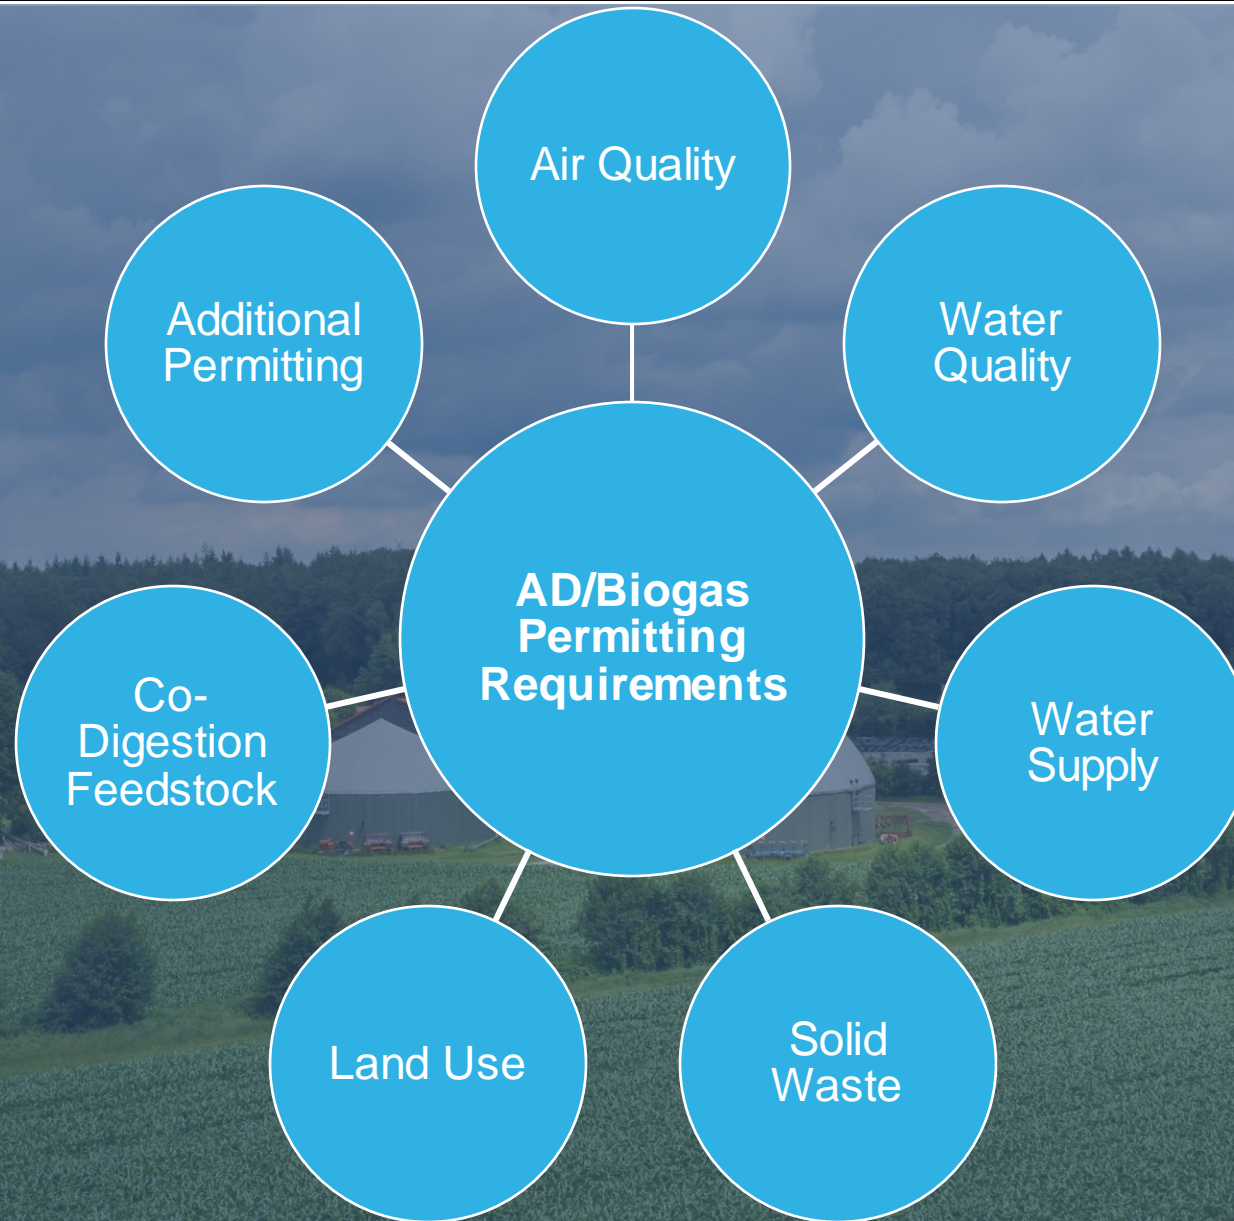 Air Quality
Additional
Permitting
Water
Quality
AD/Biogas
Permitting
Requirements
Co-
Digestion
Feedstock
Water
Supply
Land Use
Solid
Waste